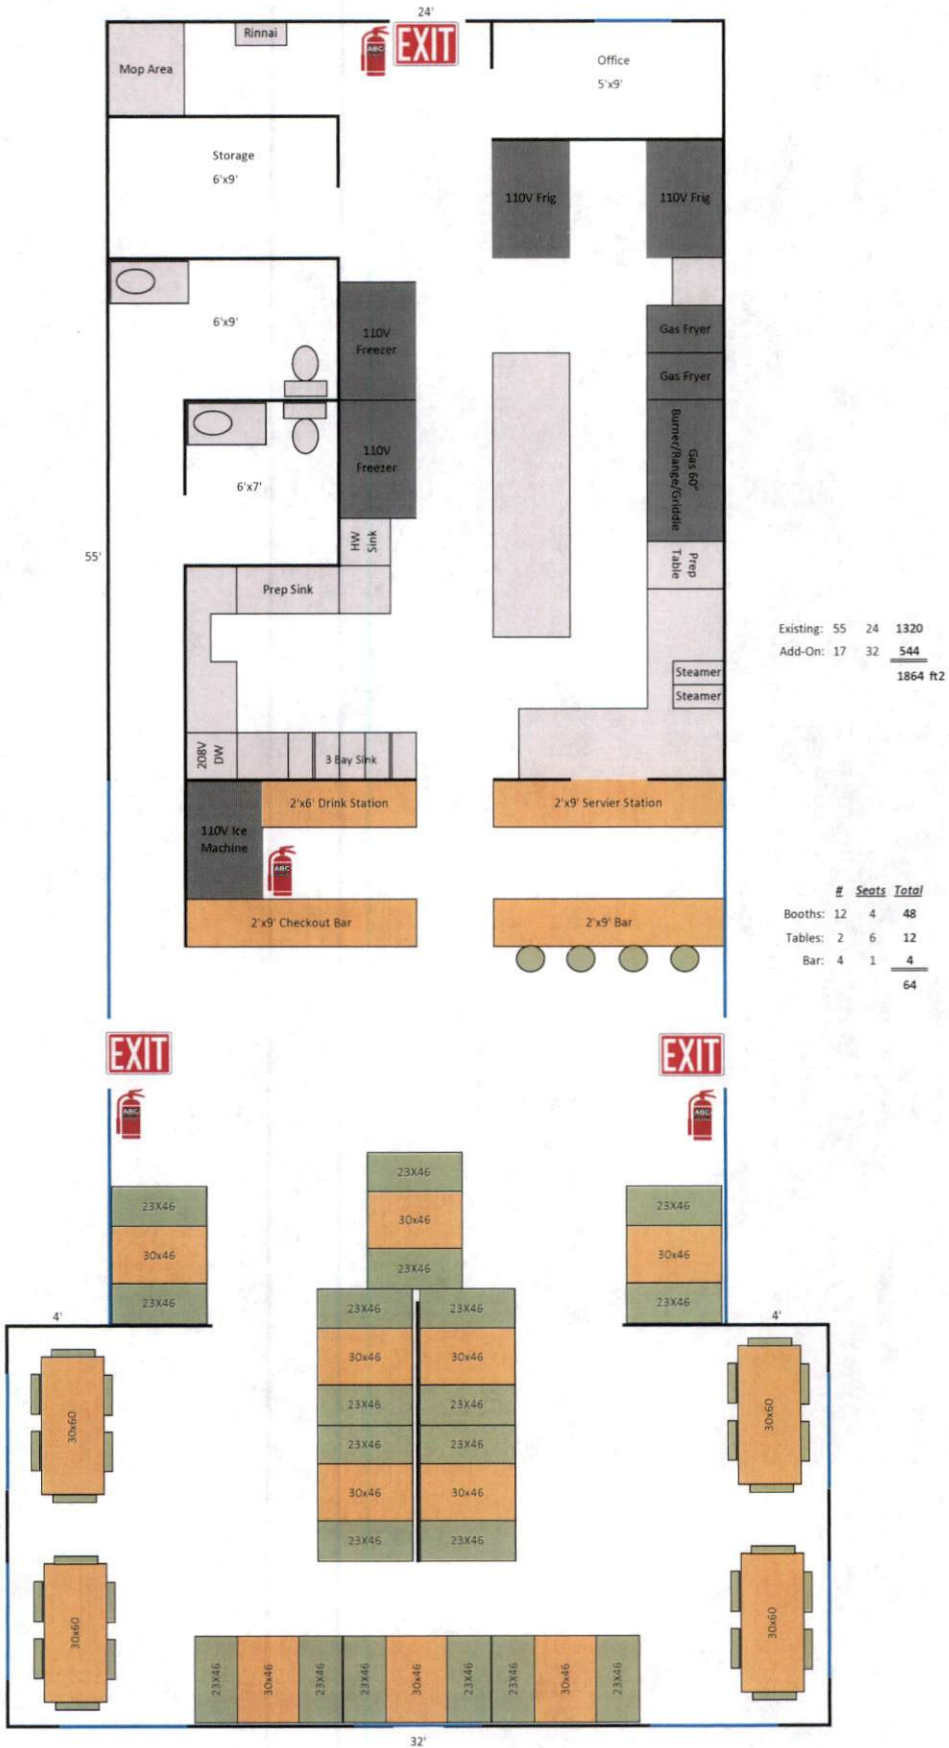 24'
Rinnai
ABC
EXIT
Mop Area
Office
5'x9'
Storage
6'x9'
110V Frig
110V Frig
6'x9'
110V
Freezer
Gas Fryer
Gas Fryer
Gas 60"
Burner/Range/Griddle
110V
Freezer
6'x7'
HW
Sink
55'
Prep
Table
Prep Sink
Existing: 55 24 1320
Add-On: 17 32 544
1864 ft2
Steamer
Steamer
208V
DW
3 Bay Sink
2'x6' Drink Station
2'x9' Servier Station
110V Ice
Machine
ABC
# Seats Total
Booths: 12 4 48
Tables: 2 6 12
Bar: 4 1 4
64
2'x9' Checkout Bar
2'x9' Bar
EXIT
EXIT
ABC
ABC
23X46
30x46
23X46
23X46
30x46
23X46
23X46
30x46
23X46
4'
4'
23X46
23X46
30x46
30x46
23X46
23X46
23X46
23X46
30x46
30x46
23X46
23X46
30x60
30x60
30x60
30x60
23X46
30x46
23X46
23X46
30x46
23X46
23X46
30x46
23X46
32'